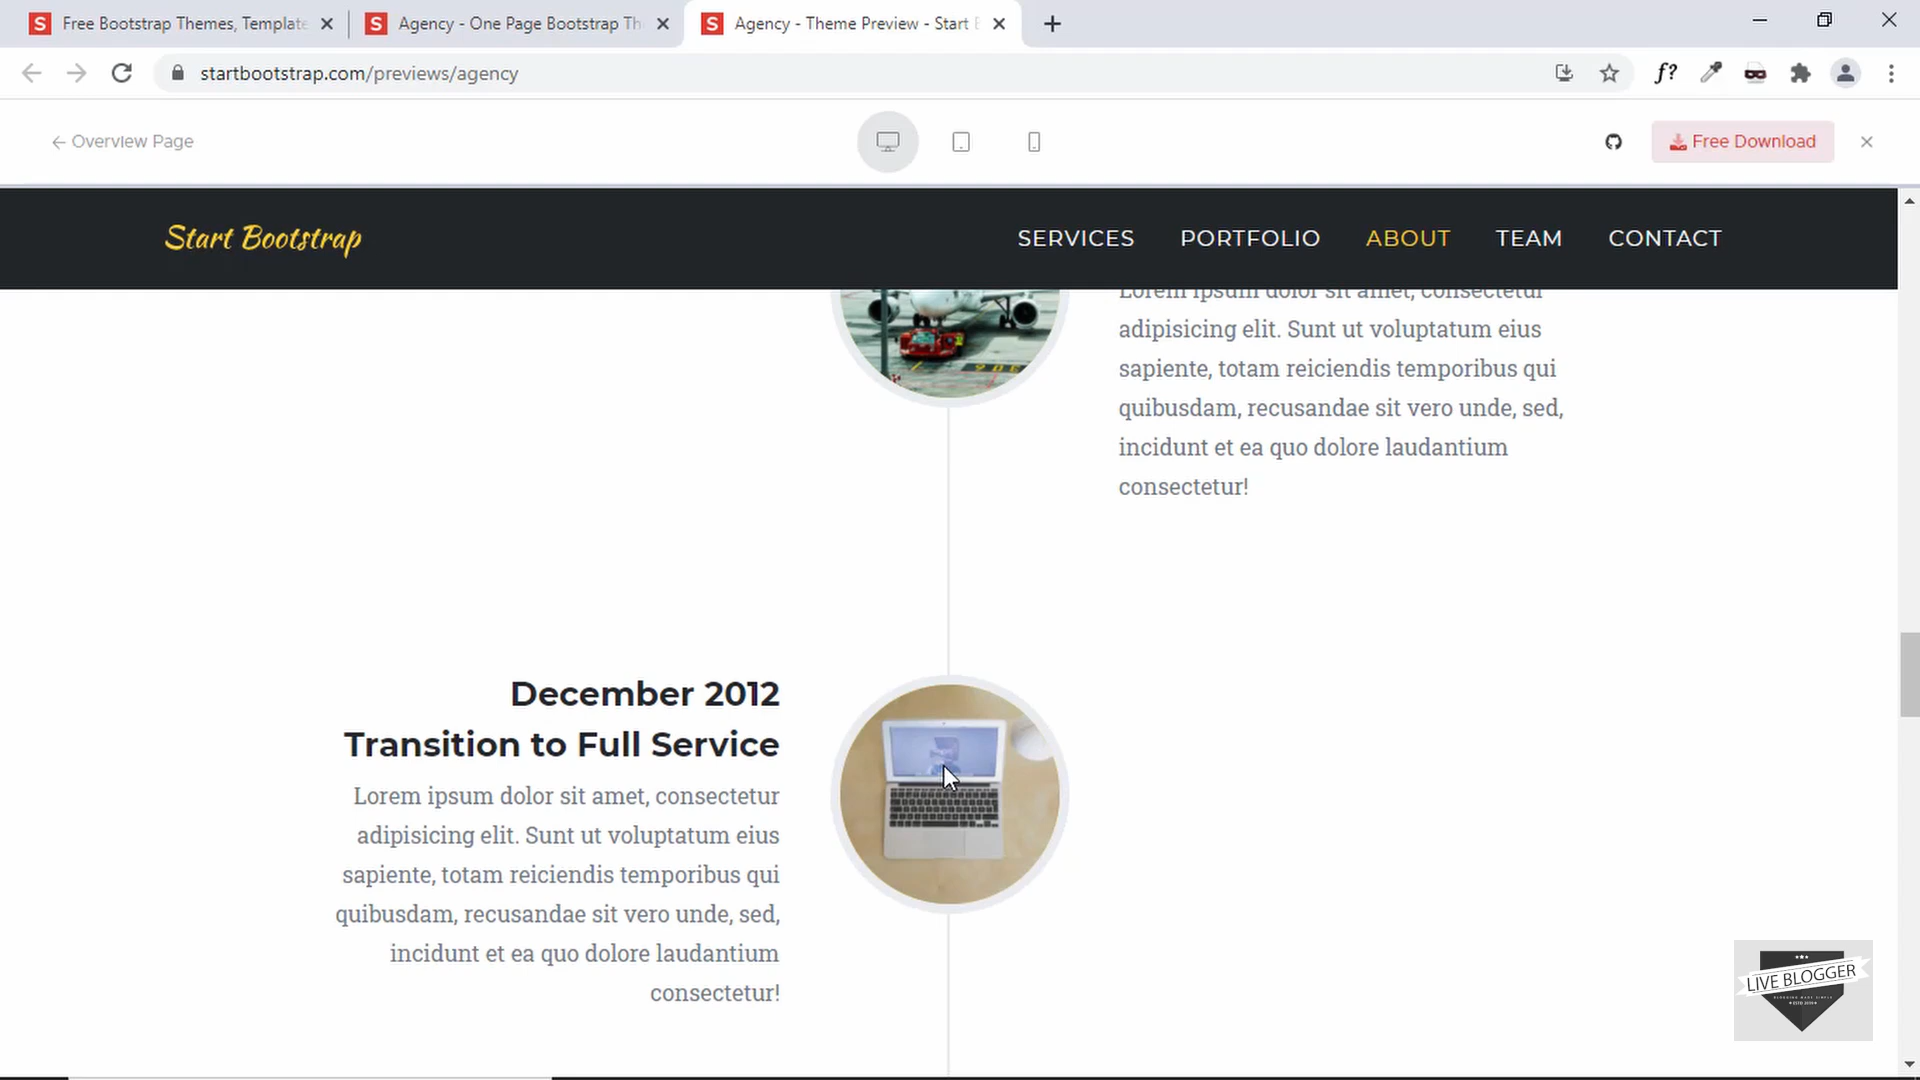 Free Bootstrap Themes, Template
Agency - One Page Bootstrap Th
Agency - Theme Preview - Start B
startbootstrap.com/previews/agency
f?
← Overview Page
Free Download
Start Bootstrap
SERVICES
PORTFOLIO
ABOUT
TEAM
CONTACT
Lorem ipsum dolor sit amet, consectetur
adipisicing elit. Sunt ut voluptatum eius
sapiente, totam reiciendis temporibus qui
quibusdam, recusandae sit vero unde, sed,
incidunt et ea quo dolore laudantium
consectetur!
December 2012
Transition to Full Service
Lorem ipsum dolor sit amet, consectetur
adipisicing elit. Sunt ut voluptatum eius
sapiente, totam reiciendis temporibus qui
quibusdam, recusandae sit vero unde, sed,
incidunt et ea quo dolore laudantium
consectetur!
LIVE BLOGGER